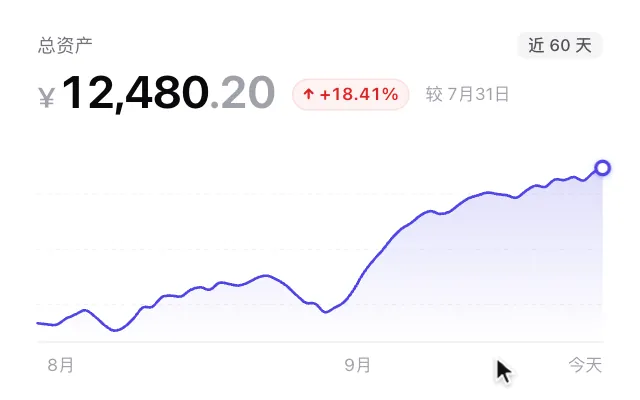 总资产
近 60 天
¥ 12,480.20
↑ +18.41%
较 7月31日
8月
9月
今天